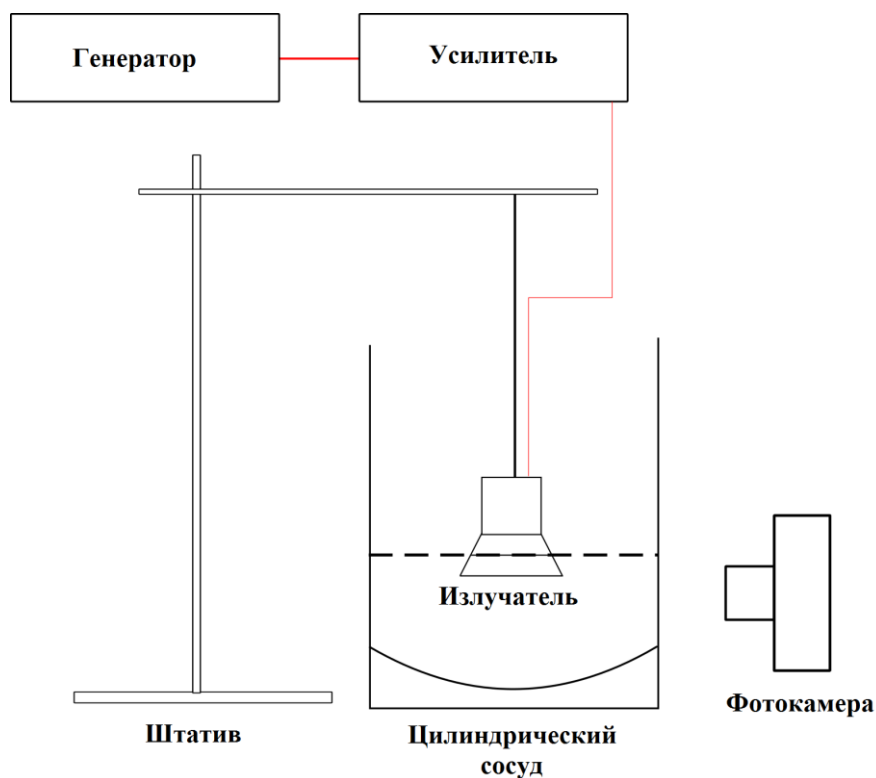 Генератор
Усилитель
Излучатель
Фотокамера
Штатив
Цилиндрический
сосуд